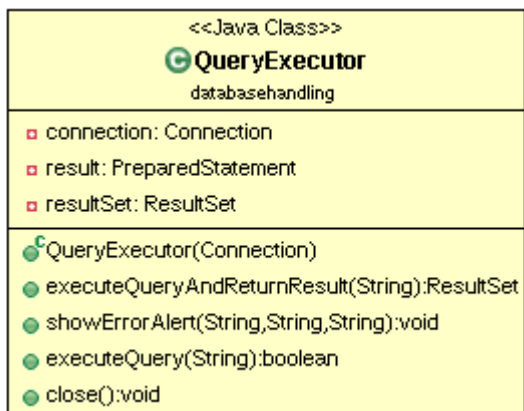 <<Java Class>>
C QueryExecutor
databasehandling
connection: Connection
result: PreparedStatement
resultSet: ResultSet
C QueryExecutor(Connection)
executeQueryAndReturnResult(String):ResultSet
showErrorAlert(String,String,String):void
executeQuery(String):boolean
close():void